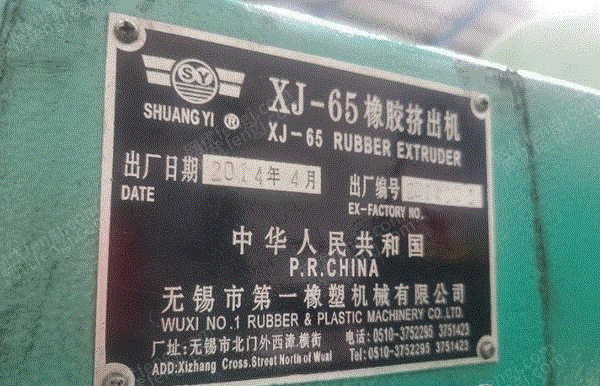 SY
SHUANG YI ®
XJ-65橡胶挤出机
XJ-65 RUBBER EXTRUDER
出厂日期 2014年4月
DATE
出厂编号
EX-FACTORY NO.
中华人民共和国
P.R.CHINA
无锡市第一橡塑机械有限公司
WUXI NO.1 RUBBER & PLASTIC MACHINERY CO.LTD
厂址:无锡市北门外西漳横街 电话:0510-3752295 3751423
ADD:Xizhang Cross.Street North of Wuxi Tel:0510-3752295 3751423